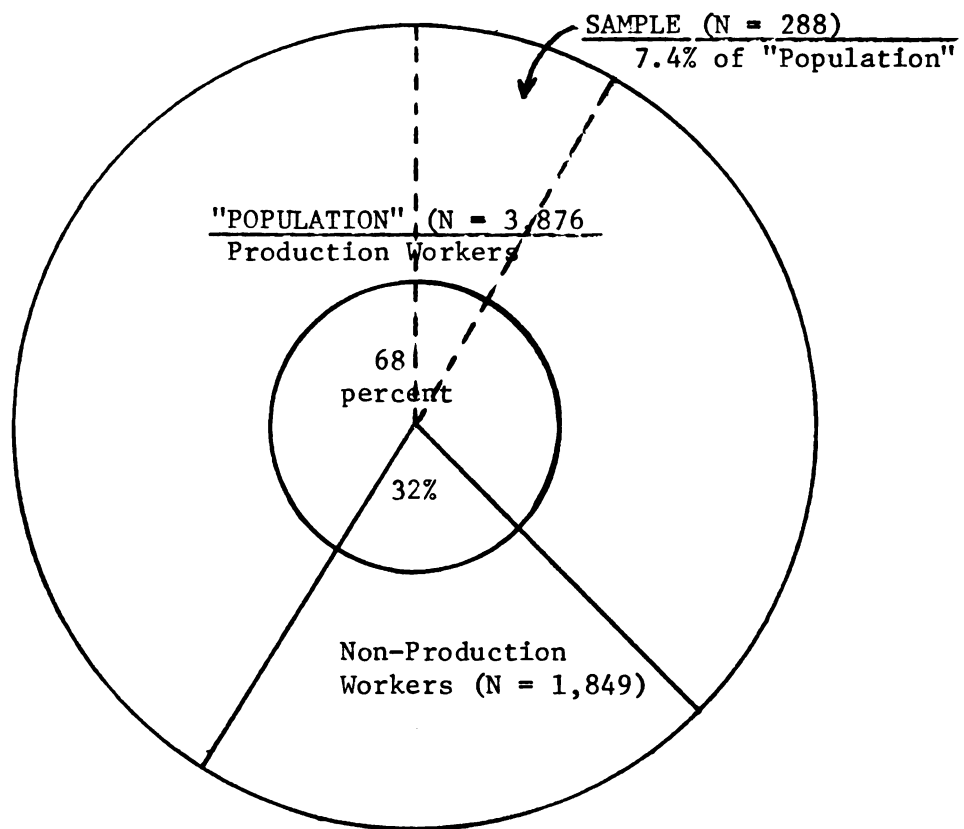 SAMPLE (N = 288)
7.4% of "Population"
"POPULATION" (N = 3,876
Production Workers
68
percent
32%
Non-Production
Workers (N = 1,849)